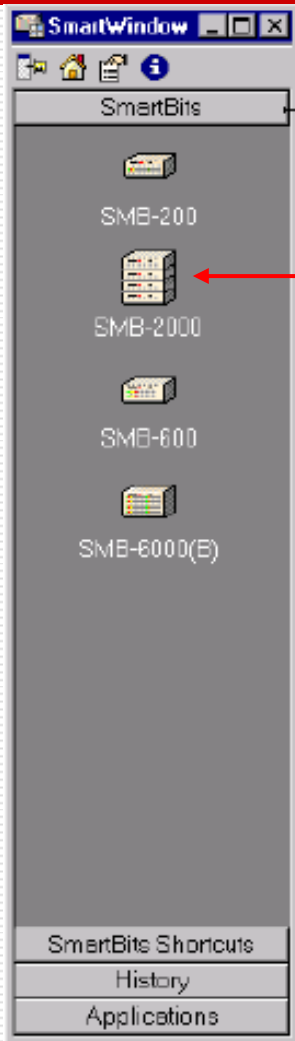 SmartWindow
SmartBits
SMB-200
SMB-2000
SMB-600
SMB-6000(B)
SmartBits Shortcuts
History
Applications